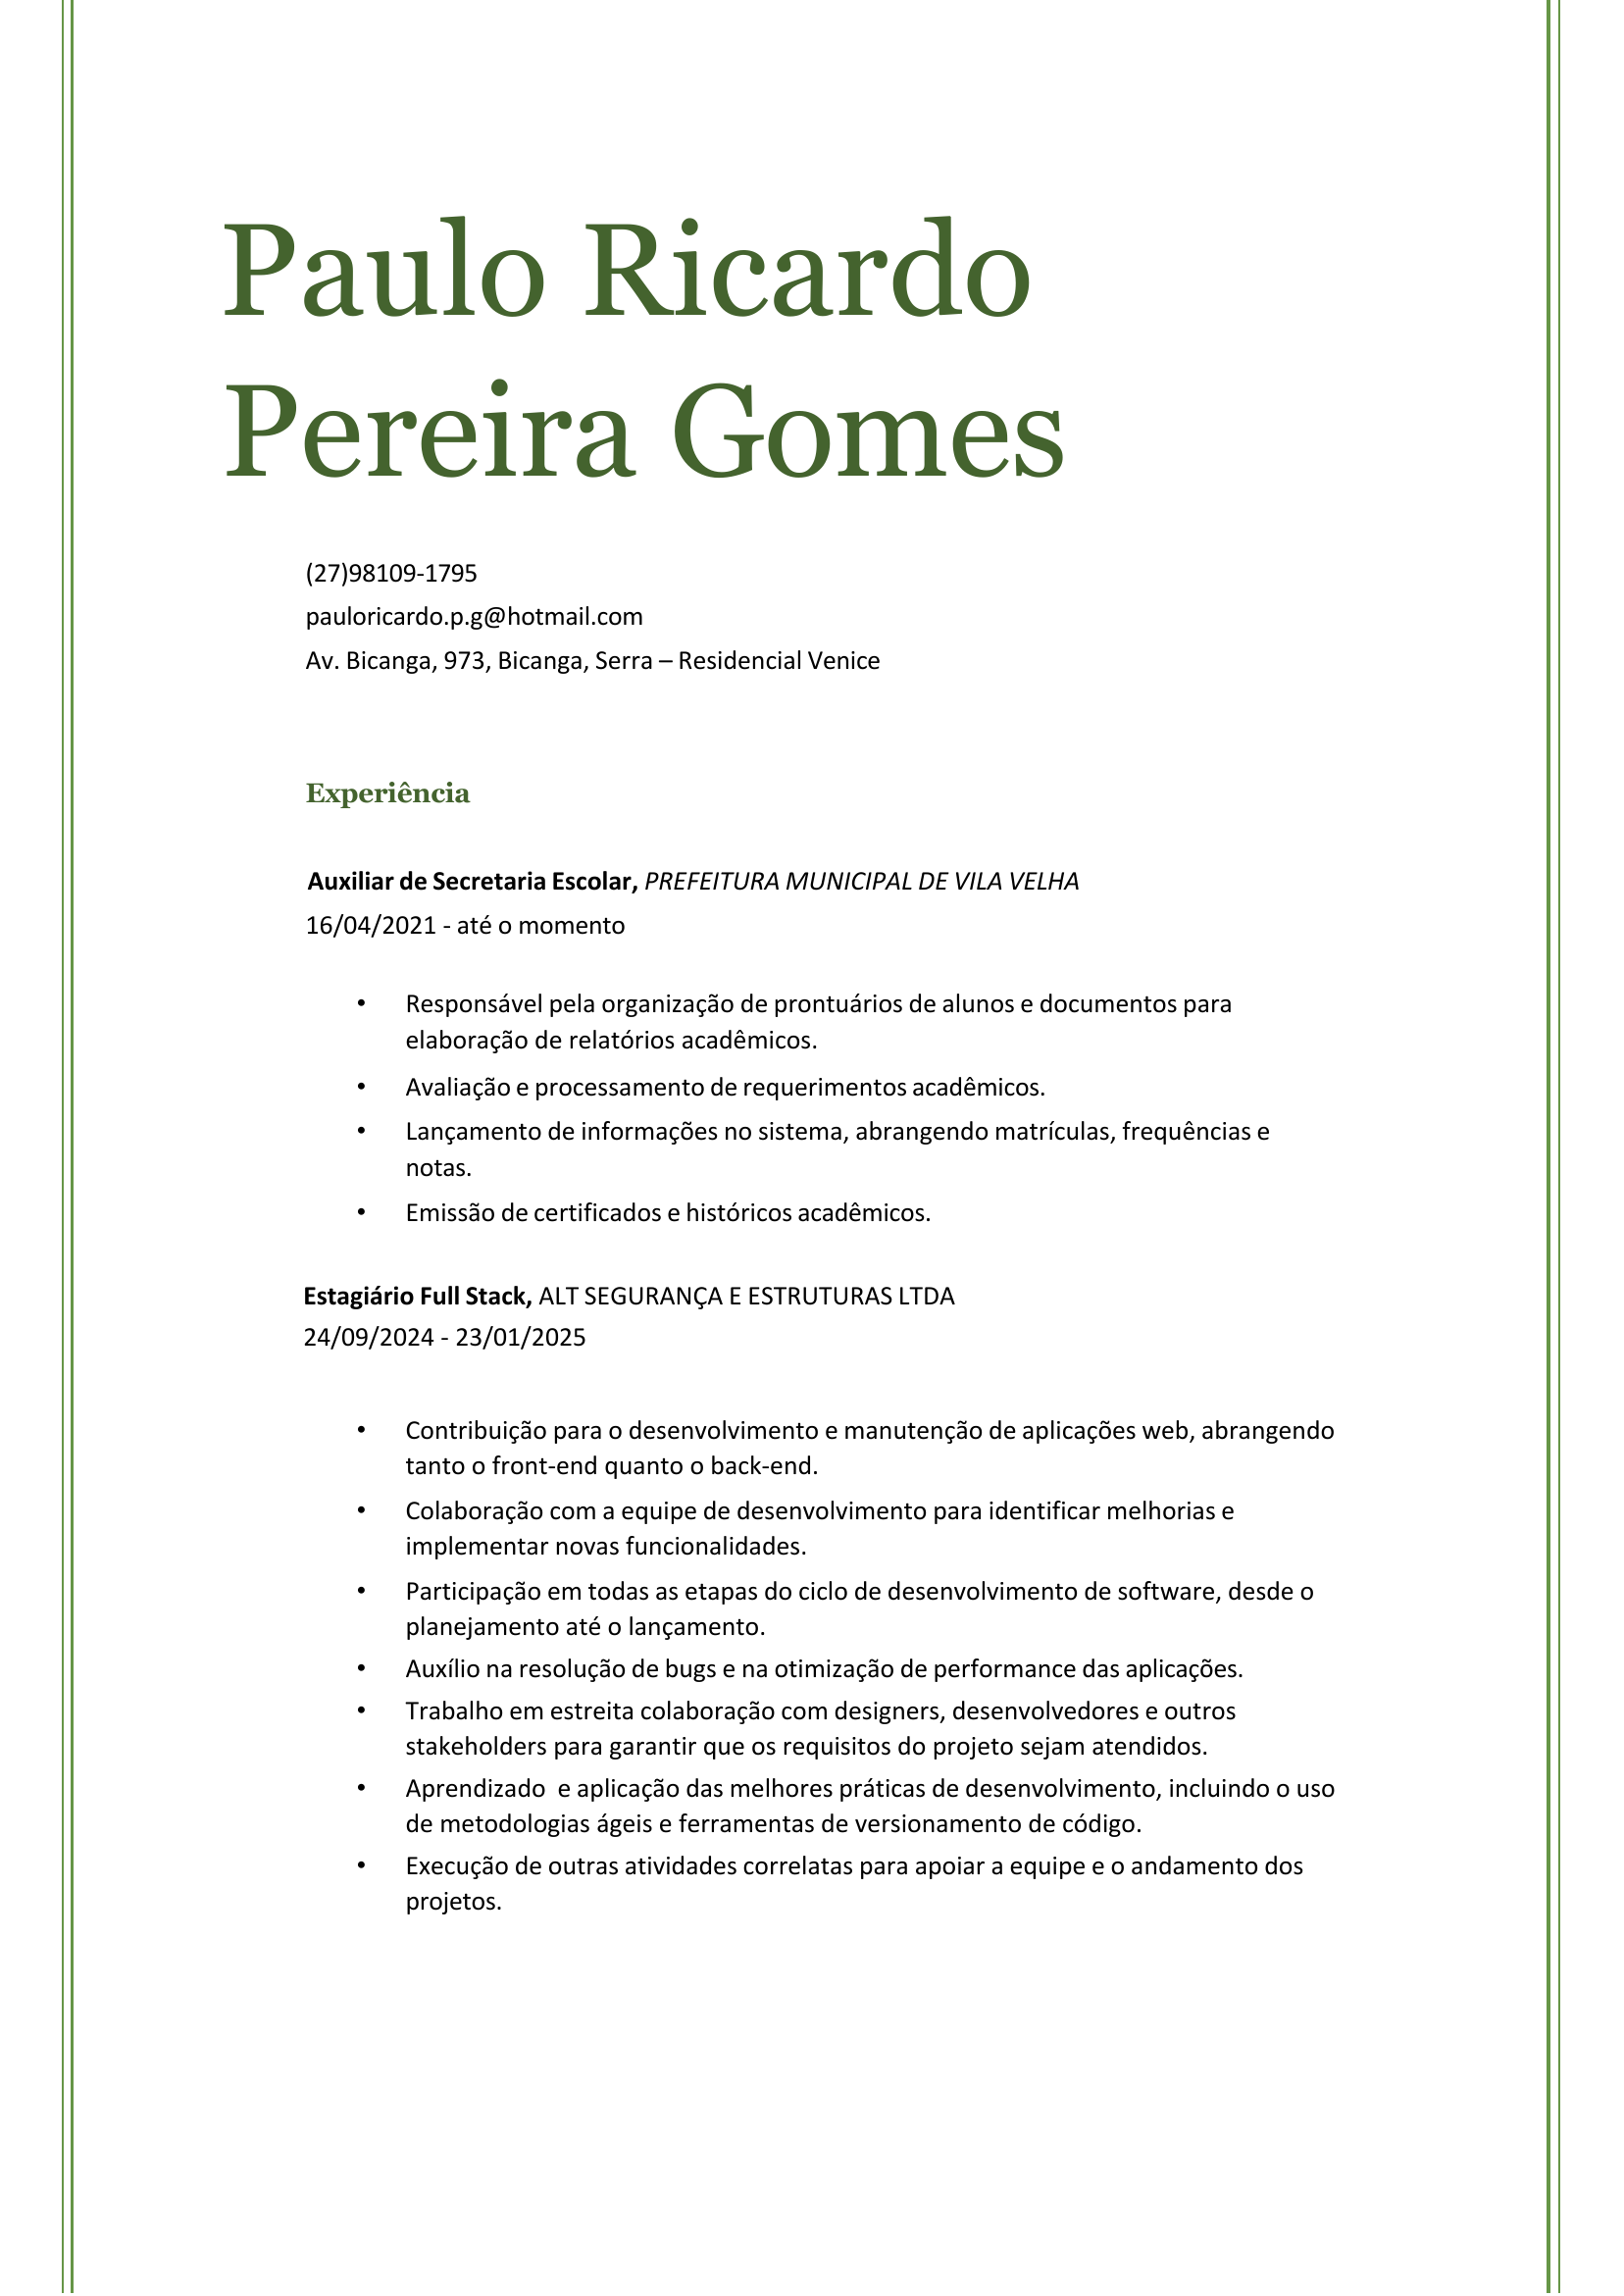 Paulo Ricardo
Pereira Gomes
(27)98109-1795
pauloricardo.p.g@hotmail.com
Av. Bicanga, 973, Bicanga, Serra – Residencial Venice
Experiência
Auxiliar de Secretaria Escolar, PREFEITURA MUNICIPAL DE VILA VELHA
16/04/2021 - até o momento
• Responsável pela organização de prontuários de alunos e documentos para
elaboração de relatórios acadêmicos.
• Avaliação e processamento de requerimentos acadêmicos.
• Lançamento de informações no sistema, abrangendo matrículas, frequências e
notas.
• Emissão de certificados e históricos acadêmicos.
Estagiário Full Stack, ALT SEGURANÇA E ESTRUTURAS LTDA
24/09/2024 - 23/01/2025
• Contribuição para o desenvolvimento e manutenção de aplicações web, abrangendo
tanto o front-end quanto o back-end.
• Colaboração com a equipe de desenvolvimento para identificar melhorias e
implementar novas funcionalidades.
• Participação em todas as etapas do ciclo de desenvolvimento de software, desde o
planejamento até o lançamento.
• Auxílio na resolução de bugs e na otimização de performance das aplicações.
• Trabalho em estreita colaboração com designers, desenvolvedores e outros
stakeholders para garantir que os requisitos do projeto sejam atendidos.
• Aprendizado  e aplicação das melhores práticas de desenvolvimento, incluindo o uso
de metodologias ágeis e ferramentas de versionamento de código.
• Execução de outras atividades correlatas para apoiar a equipe e o andamento dos
projetos.